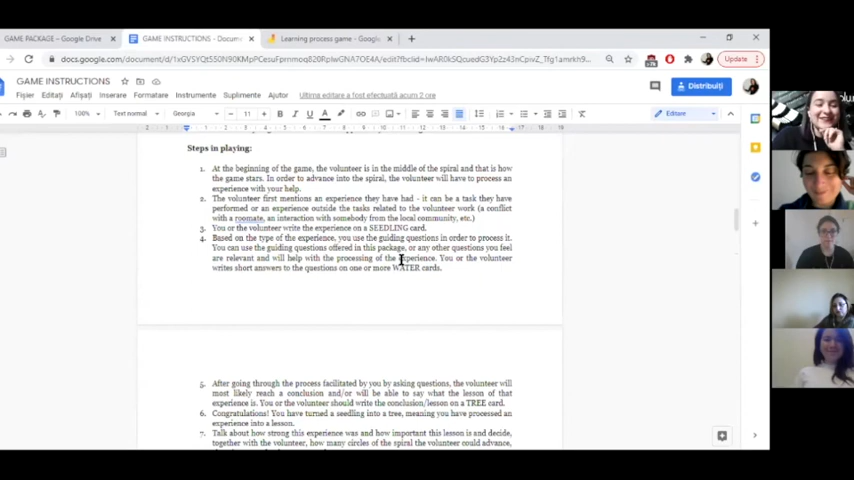 GAME PACKAGE – Google Drive
GAME INSTRUCTIONS - Docume
Learning process game - Google
Update
GAME INSTRUCTIONS
Fișier Editați Afișați Inserare Formatare Instrumente Suplimente Ajutor Ultima editare a fost efectuată acum 2 ore
Distribuiți
100% Normal text Georgia 11 Editare
Steps in playing:
1. At the beginning of the game, the volunteer is in the middle of the spiral and that is how
the game stars. In order to advance into the spiral, the volunteer will have to process an
experience with your help.
2. The volunteer first mentions an experience they have had - it can be a task they have
performed or an experience outside the tasks related to the volunteer work (a conflict
with a roomate, an interaction with somebody from the local community, etc.)
3. You or the volunteer write the experience on a SEEDLING card.
4. Based on the type of the experience, you use the guiding questions in order to process it.
You can use the guiding questions offered in this package, or any other questions you feel
are relevant and will help with the processing of the experience. You or the volunteer
writes short answers to the questions on one or more WATER cards.
5. After going through the process facilitated by you by asking questions, the volunteer will
most likely reach a conclusion and/or will be able to say what the lesson of that
experience is. You or the volunteer should write the conclusion/lesson on a TREE card.
6. Congratulations! You have turned a seedling into a tree, meaning you have processed an
experience into a lesson.
7. Talk about how strong this experience was and how important this lesson is and decide,
together with the volunteer, how many circles of the spiral the volunteer could advance,